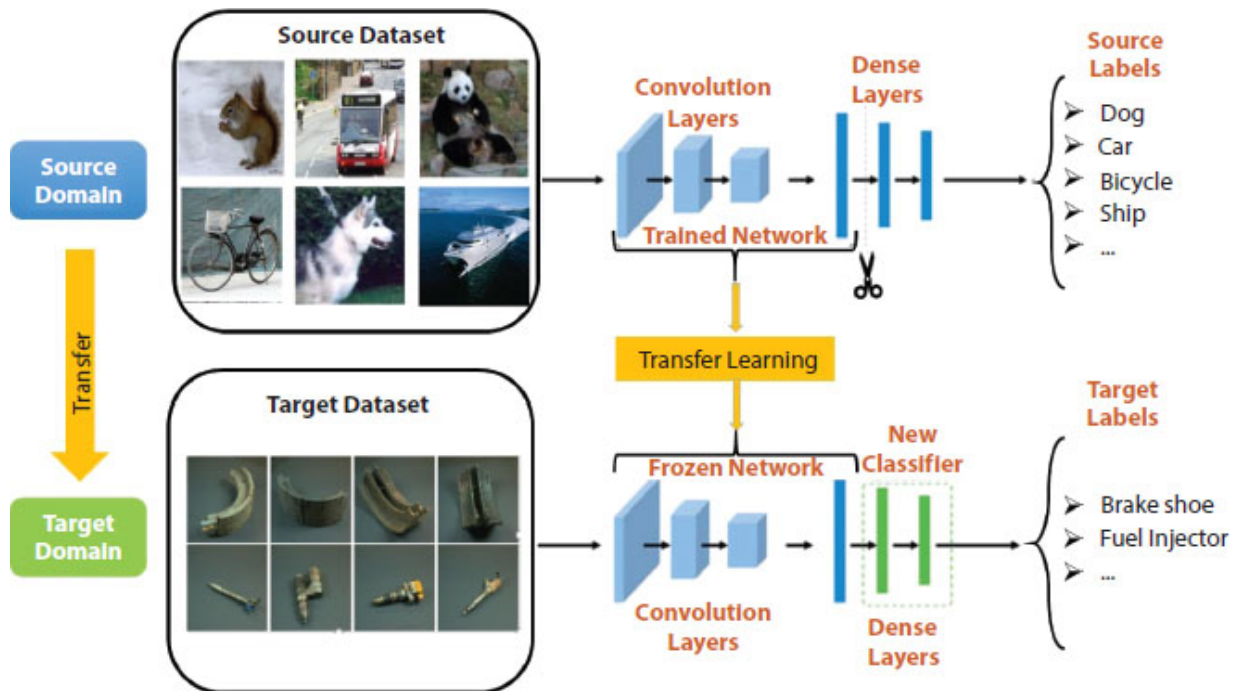 Source Dataset
Source
Labels
Dense
Layers
Convolution
Layers
Dog
Car
Bicycle
Ship
...
Source
Domain
Trained Network
Transfer
Transfer Learning
Target Dataset
Target
Labels
New
Classifier
Frozen Network
Brake shoe
Fuel Injector
...
Target
Domain
Convolution
Layers
Dense
Layers